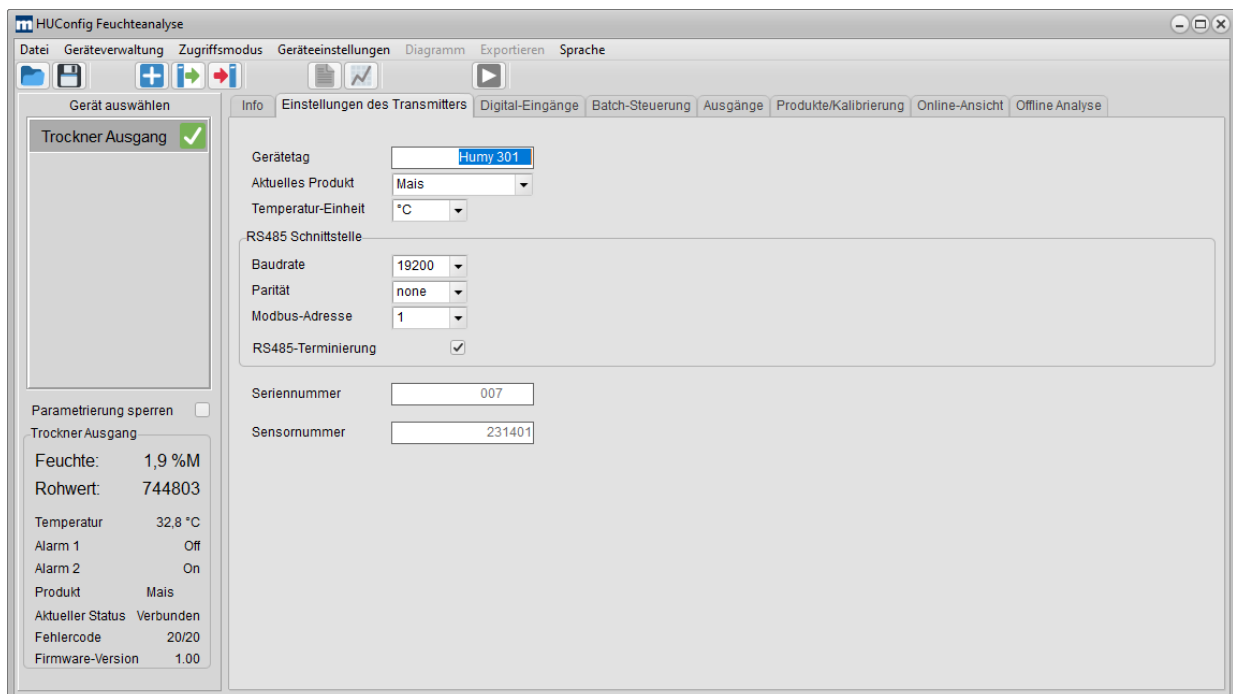 HUConfig Feuchteanalyse
Datei Geräteverwaltung Zugriffsmodus Geräteeinstellungen Diagramm Exportieren Sprache
Gerät auswählen
Trockner Ausgang
Parametrierung sperren
Trockner Ausgang
Feuchte: 1,9 %M
Rohwert: 744803
Temperatur 32,8 °C
Alarm 1 Off
Alarm 2 On
Produkt Mais
Aktueller Status Verbunden
Fehlercode 20/20
Firmware-Version 1.00
Info Einstellungen des Transmitters Digital-Eingänge Batch-Steuerung Ausgänge Produkte/Kalibrierung Online-Ansicht Offline Analyse
Gerätetag Humy 301
Aktuelles Produkt Mais
Temperatur-Einheit °C
RS485 Schnittstelle
Baudrate 19200
Parität none
Modbus-Adresse 1
RS485-Terminierung
Seriennummer 007
Sensornummer 231401